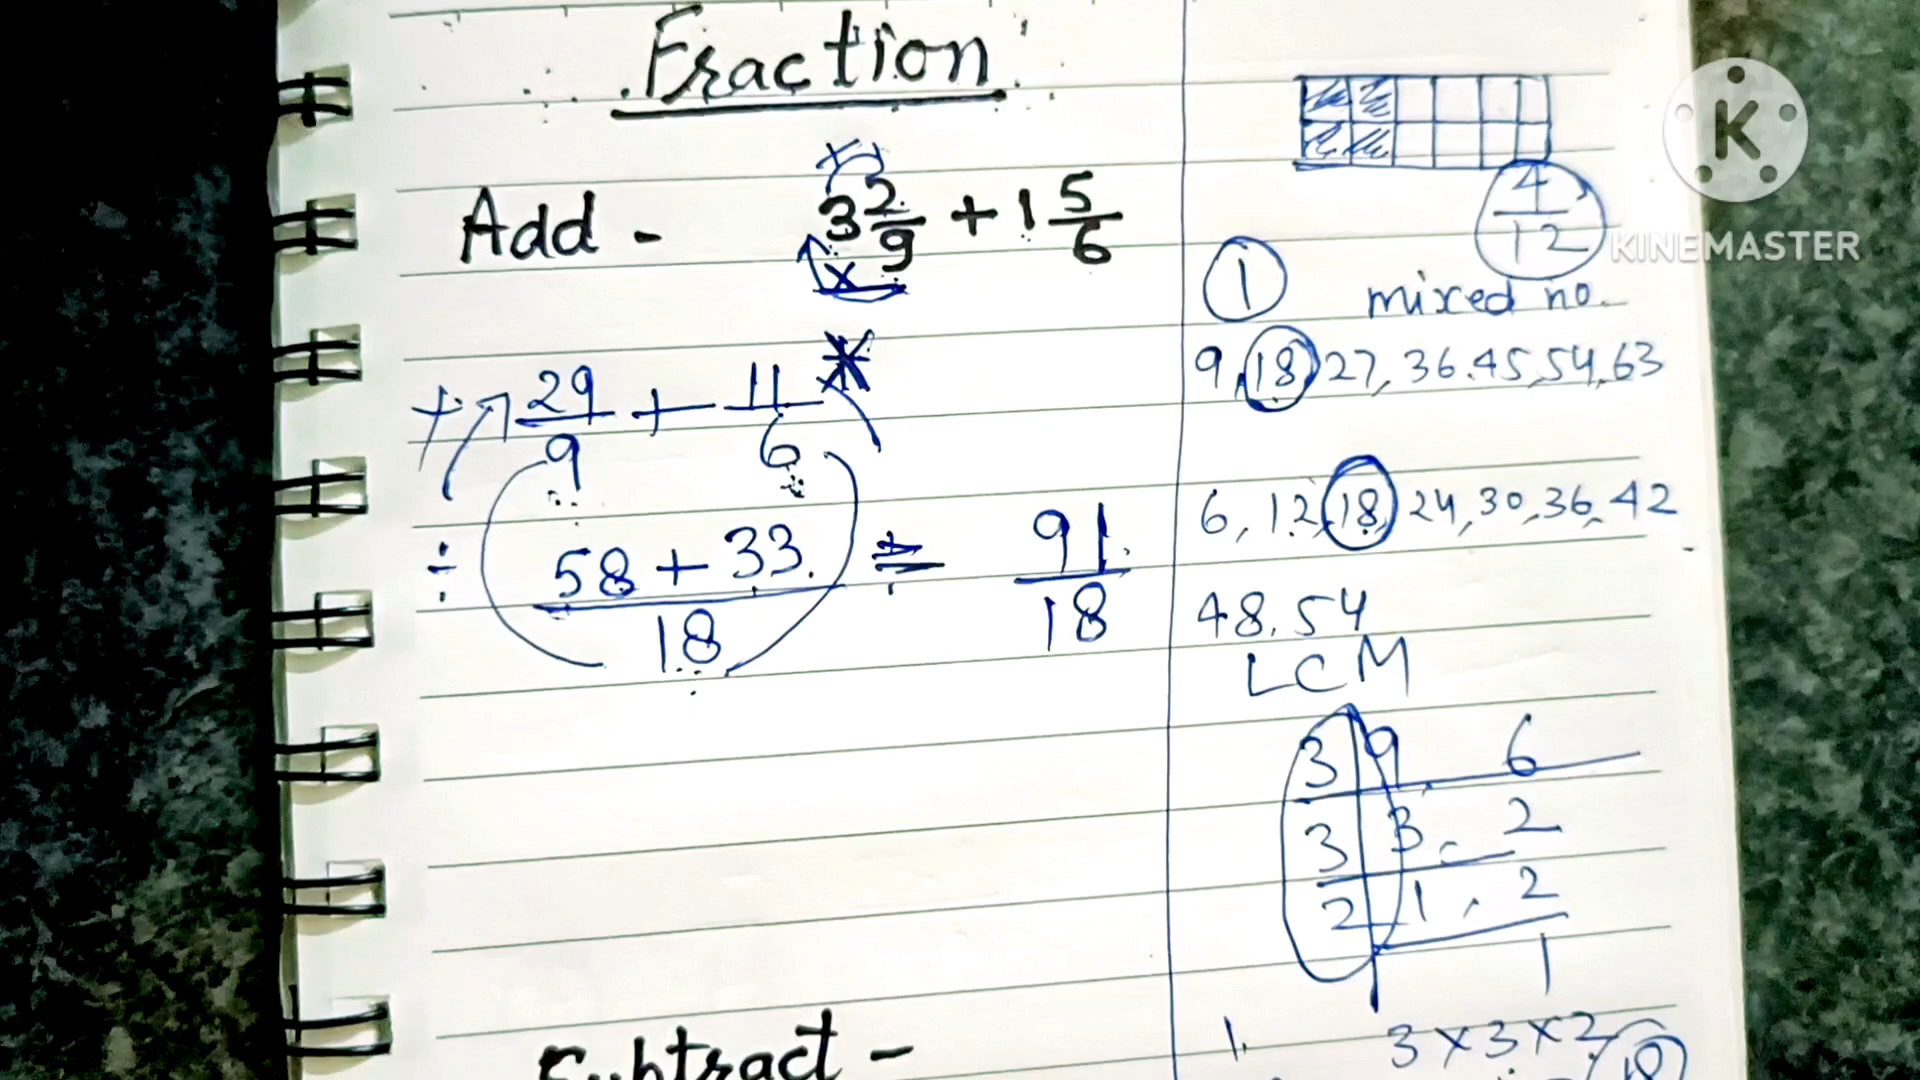 Fraction
Add - 3 2/9 + 1 5/6
29/9 + 11/6
÷ 58 + 33 / 18 = 91/18
Subtract -
4/12
K
KINEMASTER
1 mixed no.
9, 18, 27, 36, 45, 54, 63
6, 12, 18, 24, 30, 36, 42
48, 54
LCM
3 | 9 6
3 | 3, 2
2 | 1, 2
1
3 x 3 x 2